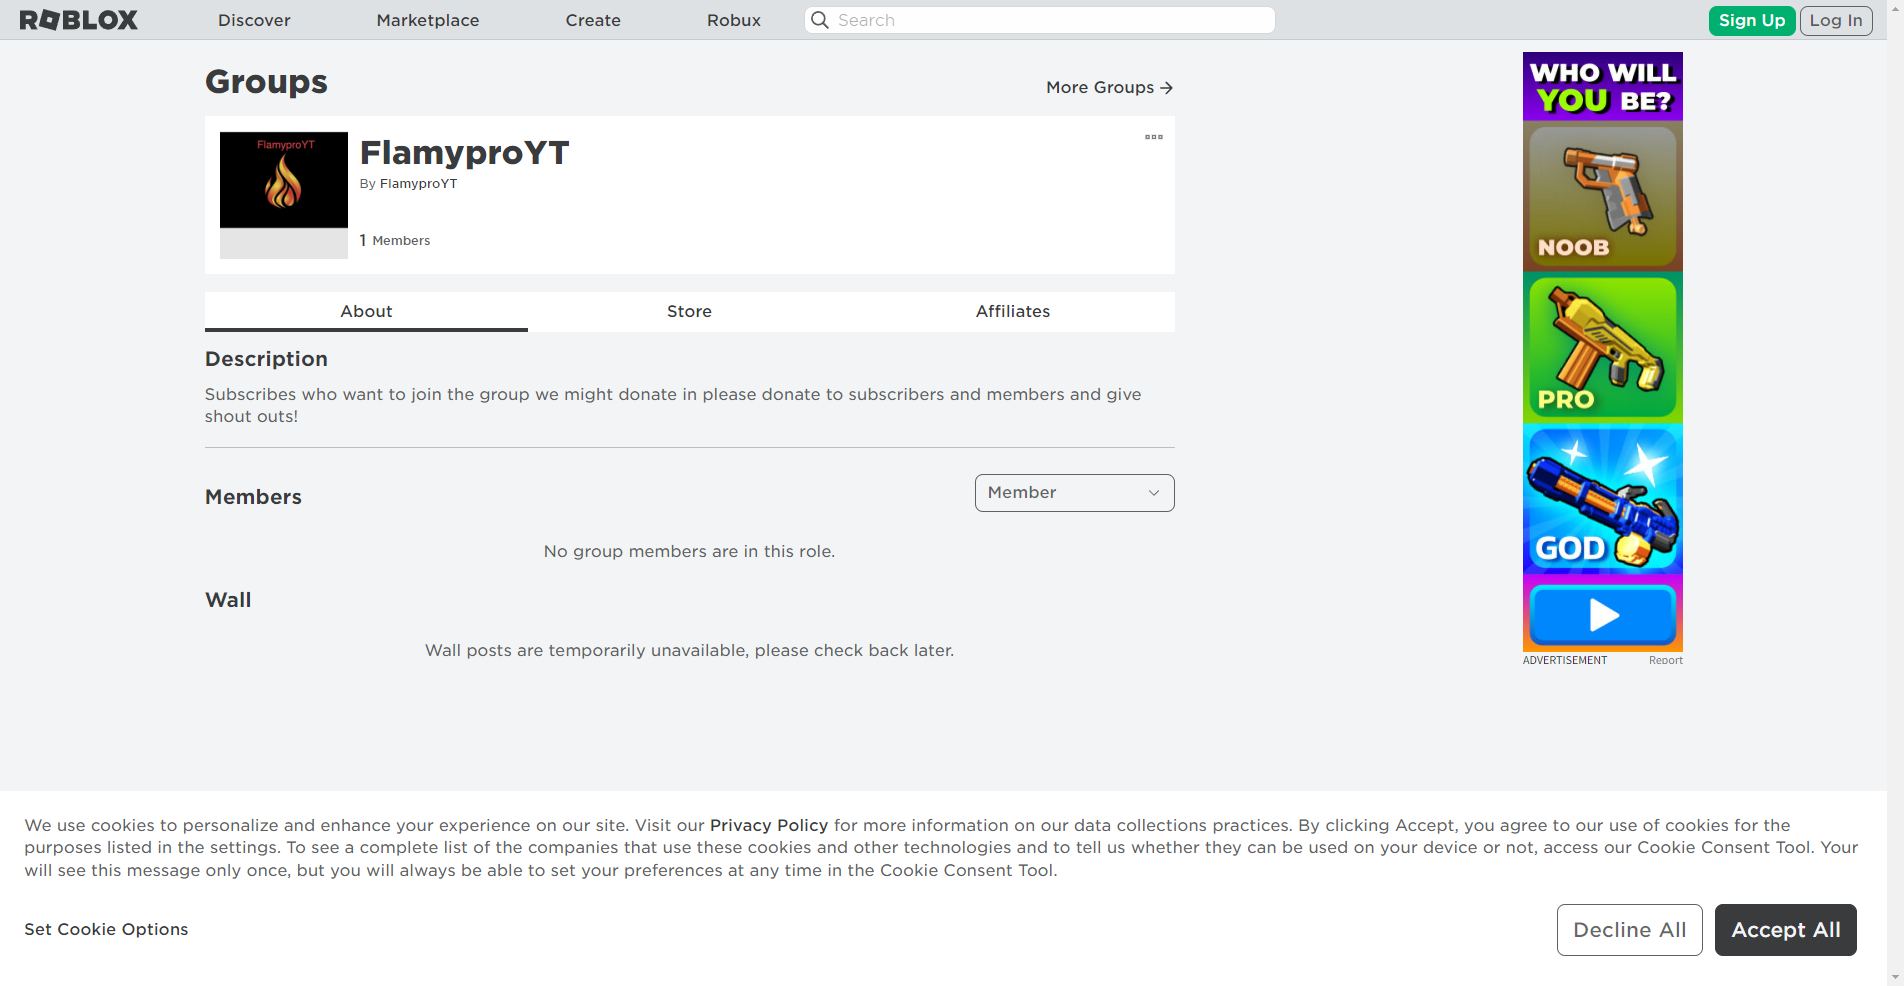 ROBLOX
Discover
Marketplace
Create
Robux
Search
Sign Up
Log In
Groups
More Groups
FlamyproYT
FlamyproYT
By FlamyproYT
1 Members
About
Store
Affiliates
Description
Subscribes who want to join the group we might donate in please donate to subscribers and members and give
shout outs!
Members
Member
No group members are in this role.
Wall
Wall posts are temporarily unavailable, please check back later.
WHO WILL
YOU BE?
NOOB
PRO
GOD
ADVERTISEMENT
Report
We use cookies to personalize and enhance your experience on our site. Visit our Privacy Policy for more information on our data collections practices. By clicking Accept, you agree to our use of cookies for the
purposes listed in the settings. To see a complete list of the companies that use these cookies and other technologies and to tell us whether they can be used on your device or not, access our Cookie Consent Tool. Your
will see this message only once, but you will always be able to set your preferences at any time in the Cookie Consent Tool.
Set Cookie Options
Decline All
Accept All